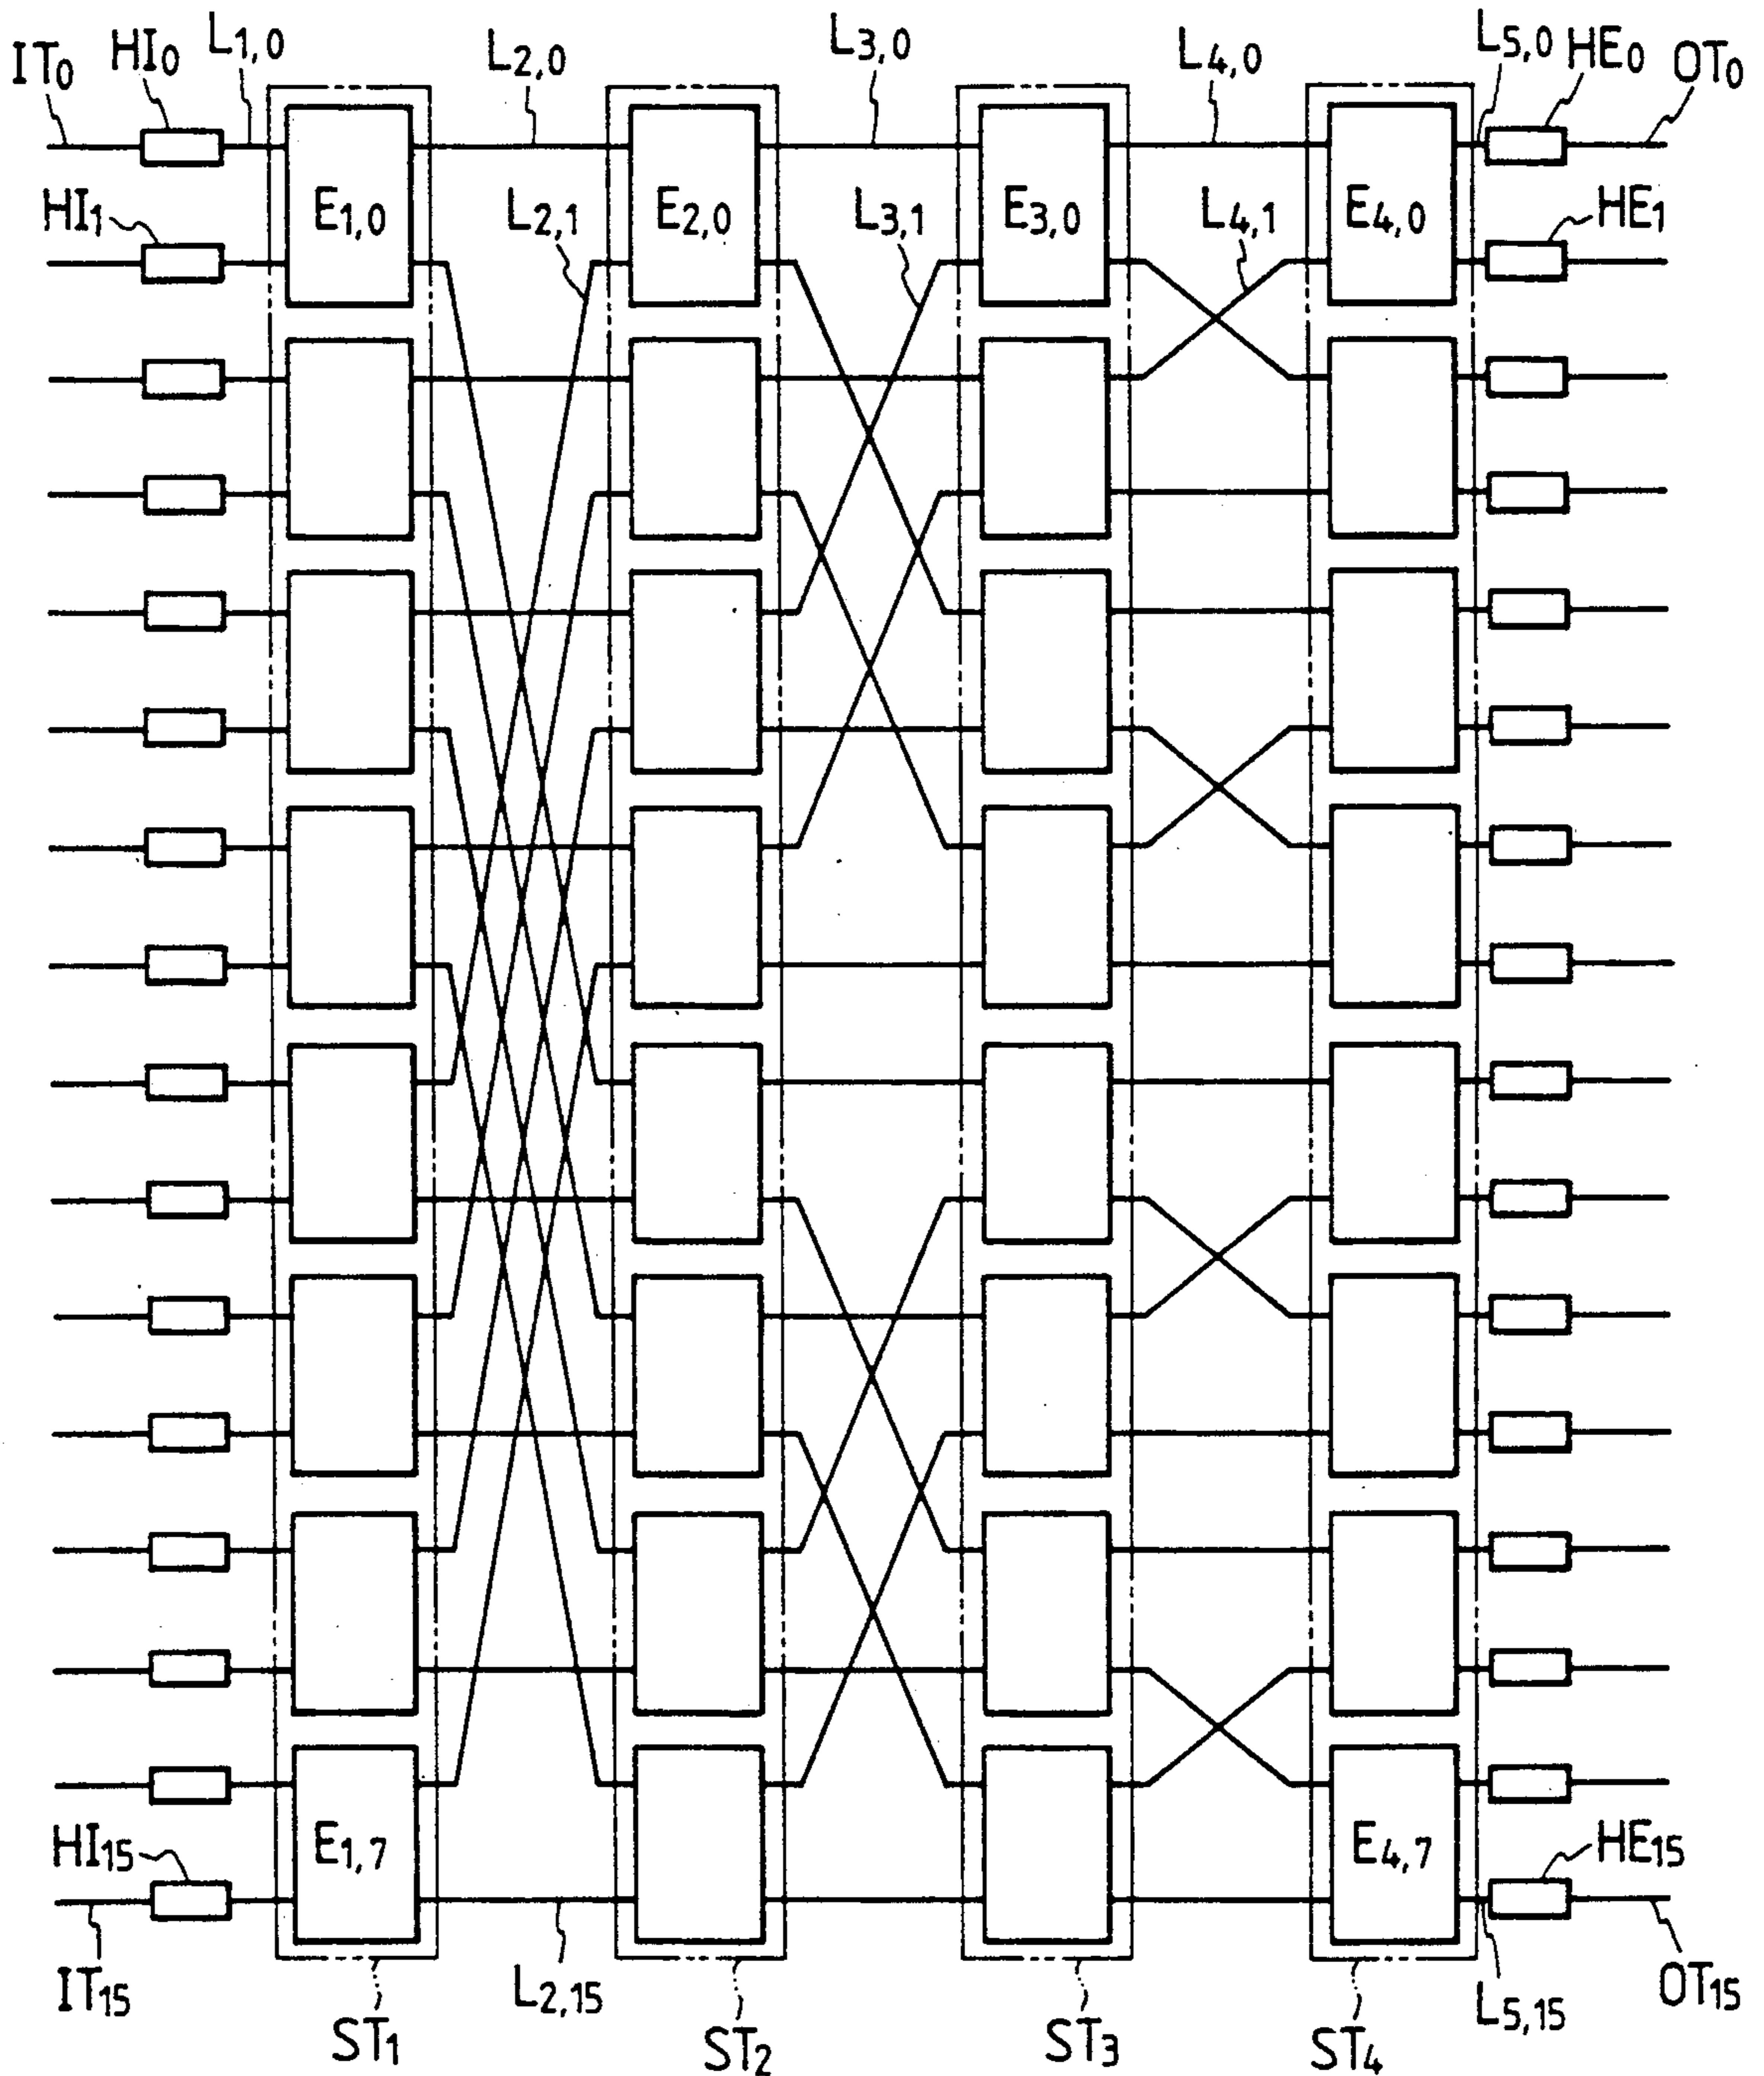 IT0 HI0 L1,0 L2,0 L3,0 L4,0 L5,0 HE0 OT0
HI1 E1,0 L2,1 E2,0 L3,1 E3,0 L4,1 E4,0 HE1
HI15 E1,7 E4,7 HE15
IT15 L2,15 L5,15 OT15
ST1 ST2 ST3 ST4